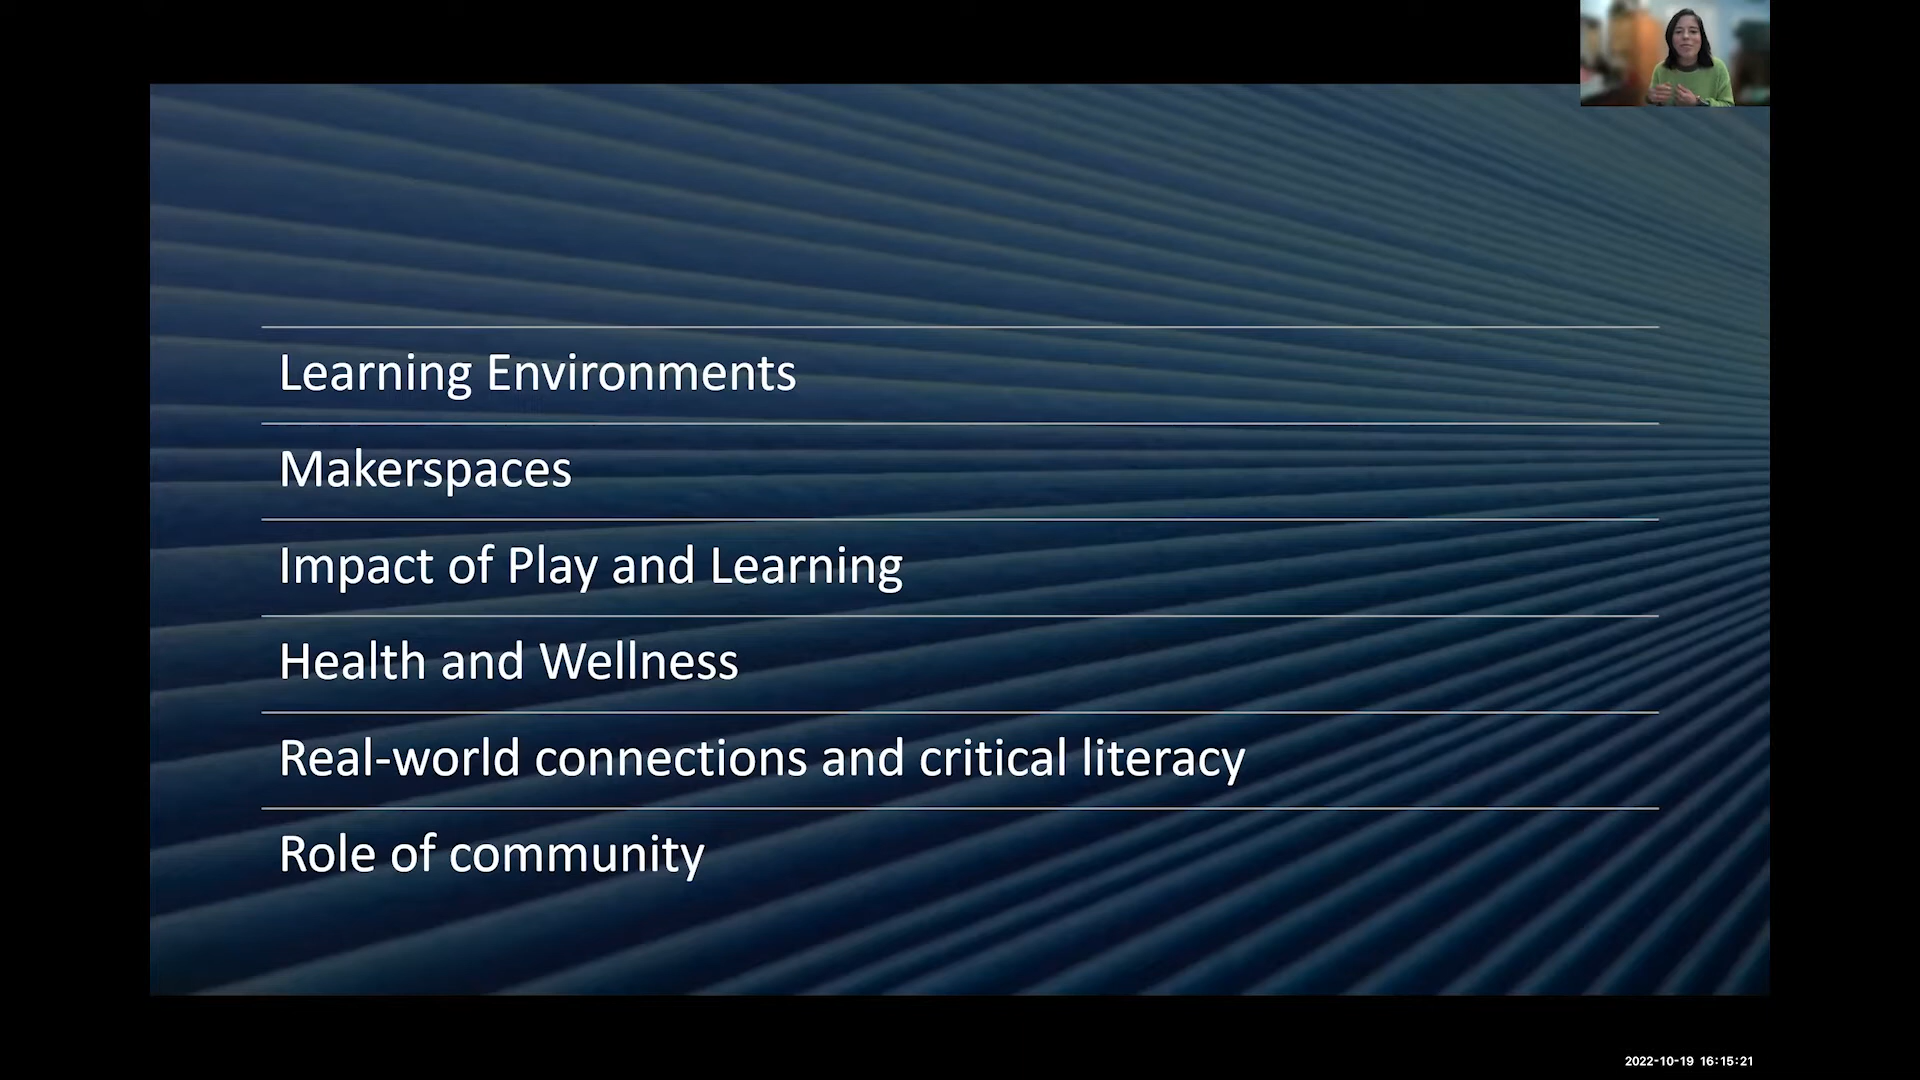 Learning Environments
Makerspaces
Impact of Play and Learning
Health and Wellness
Real-world connections and critical literacy
Role of community
2022-10-19 16:15:21